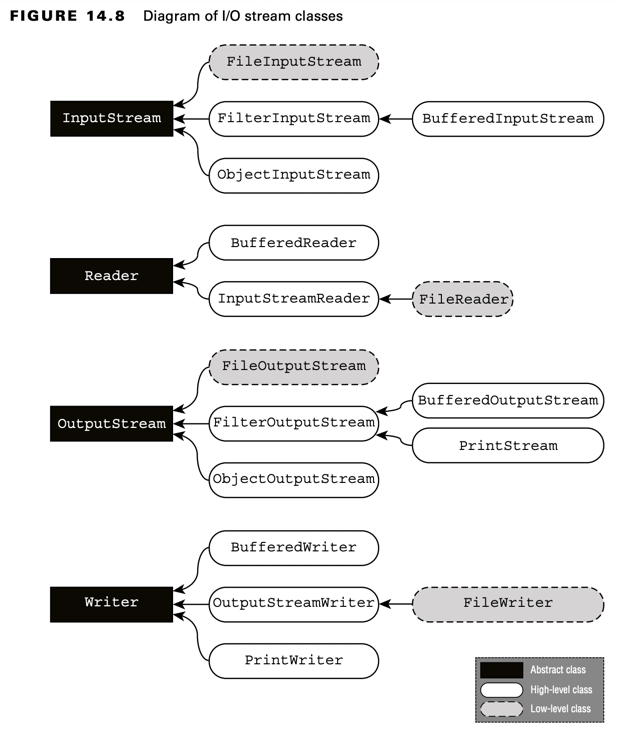 FIGURE 14.8 Diagram of I/O stream classes
FileInputStream
InputStream
FilterInputStream
BufferedInputStream
ObjectInputStream
BufferedReader
Reader
InputStreamReader
FileReader
FileOutputStream
BufferedOutputStream
OutputStream
FilterOutputStream
PrintStream
ObjectOutputStream
BufferedWriter
Writer
OutputStreamWriter
FileWriter
PrintWriter
Abstract class
High-level class
Low-level class